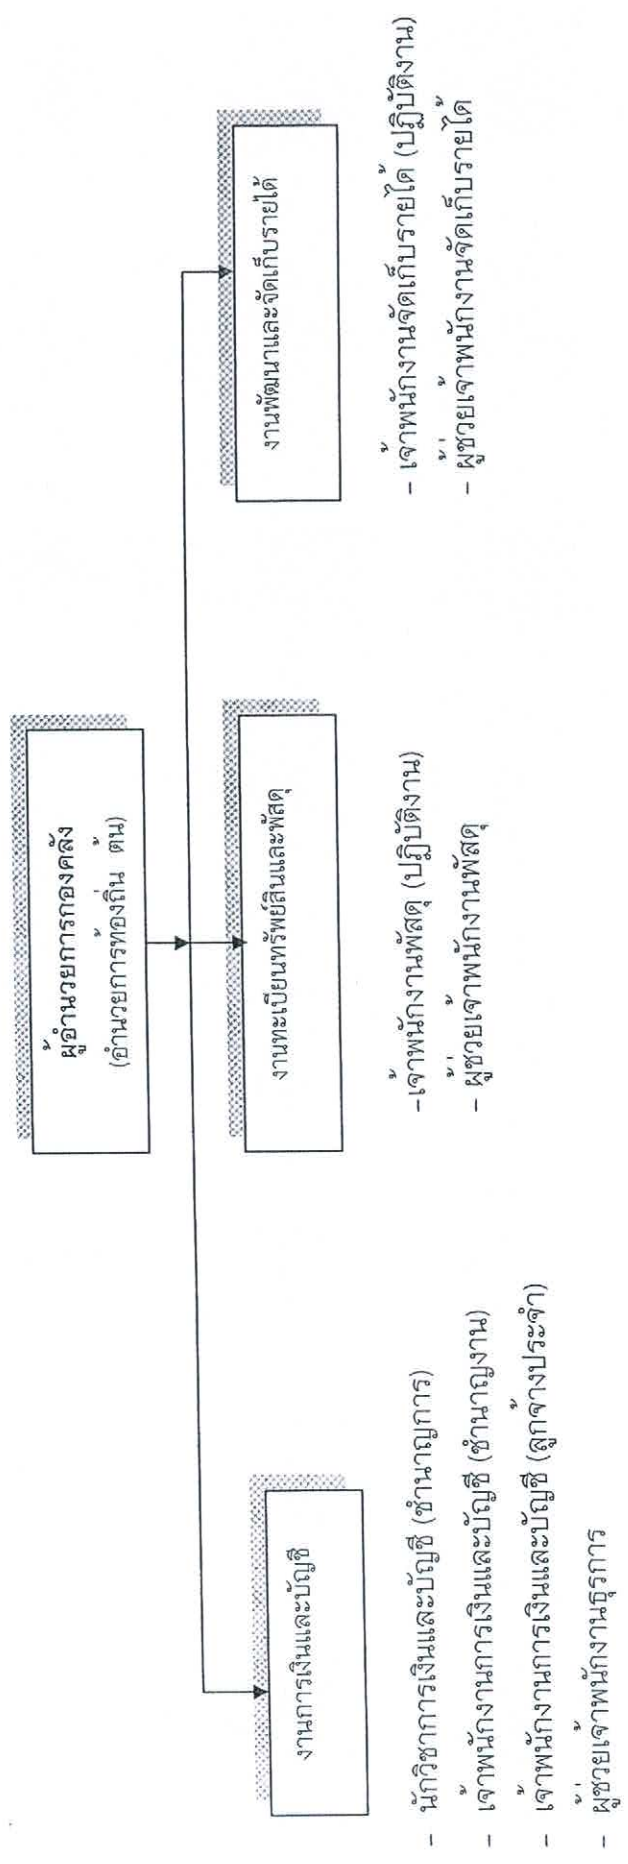 ผู้อำนวยการกองคลัง
(อำนวยการท้องถิ่น ต้น)
งานการเงินและบัญชี
- นักวิชาการเงินและบัญชี (ชำนาญการ)
- เจ้าพนักงานการเงินและบัญชี (ชำนาญงาน)
- เจ้าพนักงานการเงินและบัญชี (ลูกจ้างประจำ)
- ผู้ช่วยเจ้าพนักงานธุรการ
งานทะเบียนทรัพย์สินและพัสดุ
-เจ้าพนักงานพัสดุ (ปฏิบัติงาน)
- ผู้ช่วยเจ้าพนักงานพัสดุ
งานพัฒนาและจัดเก็บรายได้
- เจ้าพนักงานจัดเก็บรายได้ (ปฏิบัติงาน)
- ผู้ช่วยเจ้าพนักงานจัดเก็บรายได้